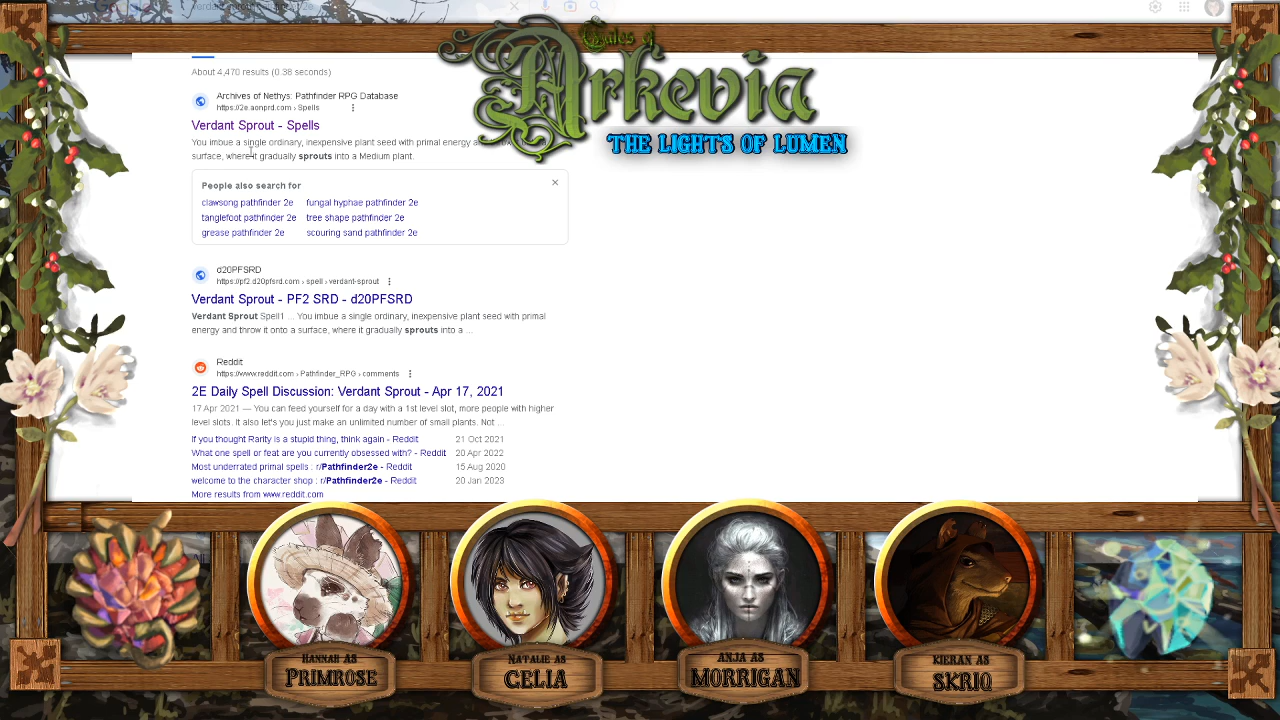 Tales of
Arkevia
THE LIGHTS OF LUMEN
About 4,470 results (0.38 seconds)
Archives of Nethys: Pathfinder RPG Database
https://2e.aonprd.com › Spells
Verdant Sprout - Spells
You imbue a single ordinary, inexpensive plant seed with primal energy
surface, where it gradually sprouts into a Medium plant.
People also search for
clawsong pathfinder 2e
fungal hyphae pathfinder 2e
tanglefoot pathfinder 2e
tree shape pathfinder 2e
grease pathfinder 2e
scouring sand pathfinder 2e
d20PFSRD
https://pf2.d20pfsrd.com › spell › verdant-sprout
Verdant Sprout - PF2 SRD - d20PFSRD
Verdant Sprout Spell1 ... You imbue a single ordinary, inexpensive plant seed with primal
energy and throw it onto a surface, where it gradually sprouts into a ...
Reddit
https://www.reddit.com › Pathfinder_RPG › comments
2E Daily Spell Discussion: Verdant Sprout - Apr 17, 2021
17 Apr 2021 — You can feed yourself for a day with a 1st level slot, more people with higher
level slots. It also let's you just make an unlimited number of small plants. Not ...
If you thought Rarity is a stupid thing, think again - Reddit 21 Oct 2021
What one spell or feat are you currently obsessed with? - Reddit 20 Apr 2022
Most underrated primal spells : r/Pathfinder2e - Reddit 15 Aug 2020
welcome to the character shop : r/Pathfinder2e - Reddit 20 Jan 2023
More results from www.reddit.com
HANNAH AS
PRIMROSE
NATALIE AS
CELIA
ANJA AS
MORRIGAN
KIERAN AS
SKRIQ